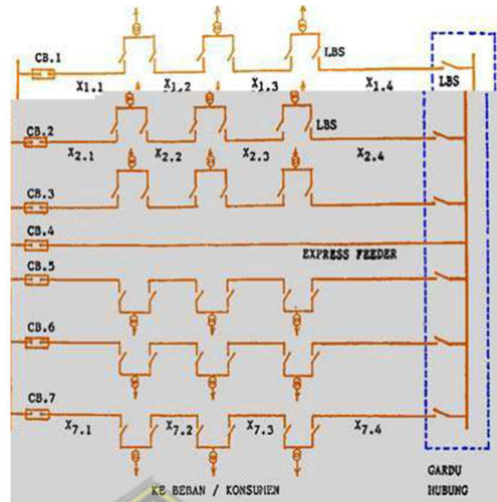 CB.1
LBS
X1.1
X1.2
X1.3
X1.4
LBS
CB.2
LBS
X2.1
X2.2
X2.3
X2.4
CB.3
CB.4
EXPRESS FEEDER
CB.5
CB.6
CB.7
X7.1
X7.2
X7.3
X7.4
KE BEBAN / KONSUMEN
GARDU
HUBUNG